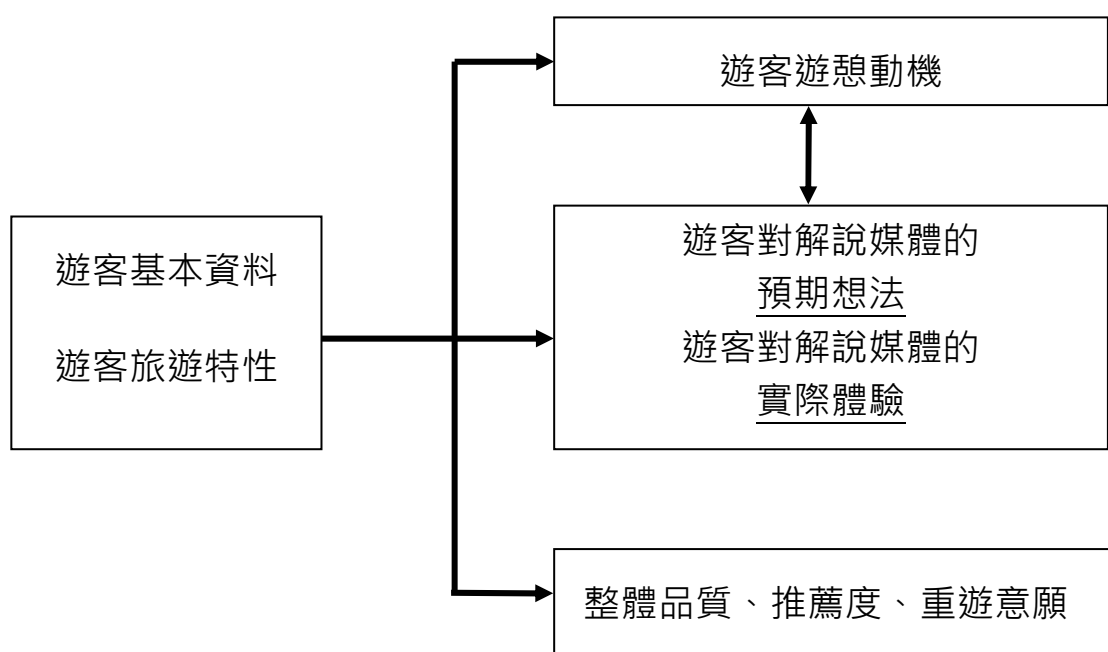 遊客遊憩動機
遊客基本資料
遊客旅遊特性
遊客對解說媒體的
預期想法
遊客對解說媒體的
實際體驗
整體品質、推薦度、重遊意願